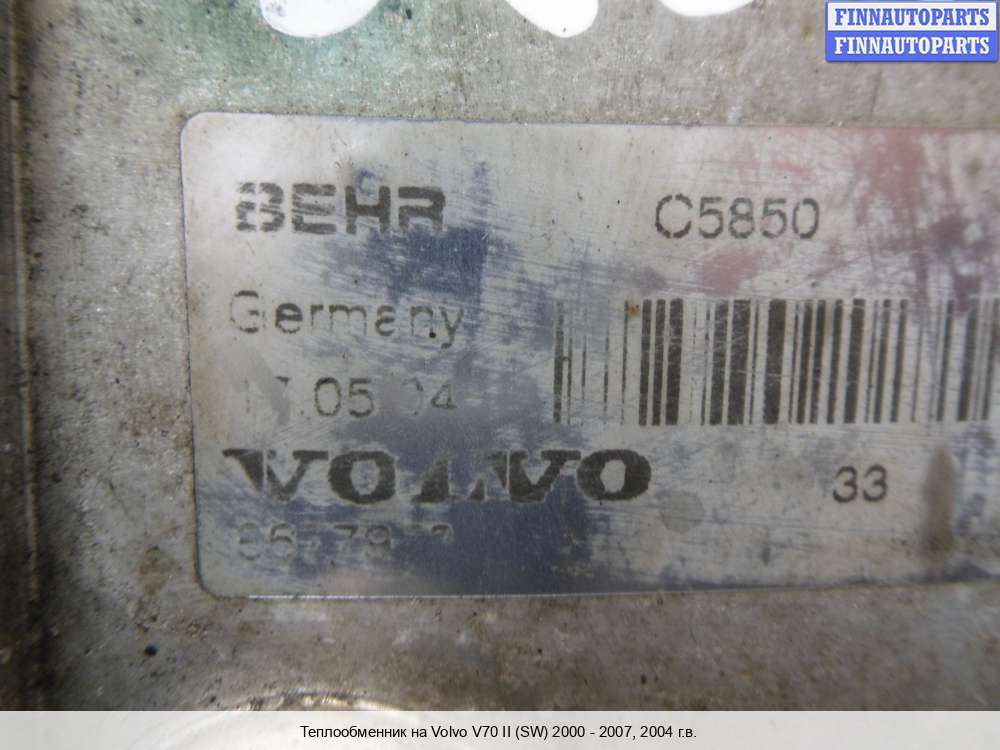 FINNAUTOPARTS
FINNAUTOPARTS
BEHR C5850
Germany
VOLVO 33
Теплообменник на Volvo V70 II (SW) 2000 - 2007, 2004 г.в.